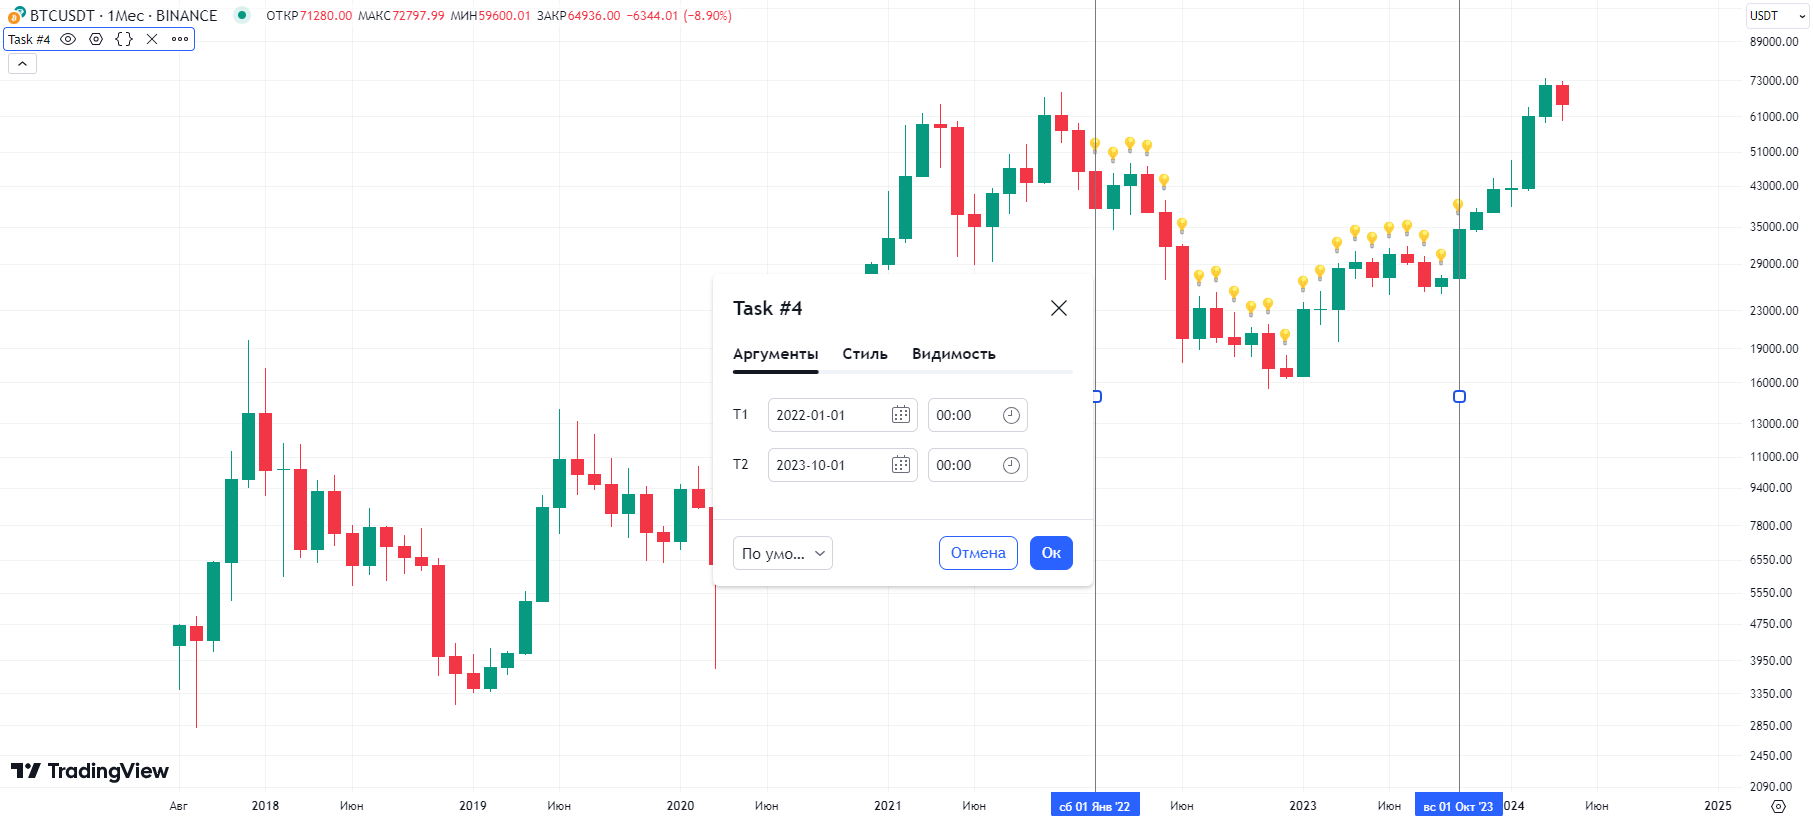 BTCUSDT · 1Мес · BINANCE ОТКР71280.00 МАКС72797.99 МИН59600.01 ЗАКР64936.00 −6344.01 (−8.90%)
USDT
Task #4
89000.00
73000.00
61000.00
51000.00
43000.00
35000.00
29000.00
23000.00
19000.00
16000.00
13000.00
11000.00
9400.00
7800.00
6550.00
5550.00
4750.00
3950.00
3350.00
2850.00
2450.00
2090.00
Task #4
Аргументы Стиль Видимость
T1 2022-01-01 00:00
T2 2023-10-01 00:00
По умо... Отмена Ок
TradingView
Авг 2018 Июн 2019 Июн 2020 Июн 2021 Июн сб 01 Янв '22 Июн 2023 Июн вс 01 Окт '23 024 Июн 2025